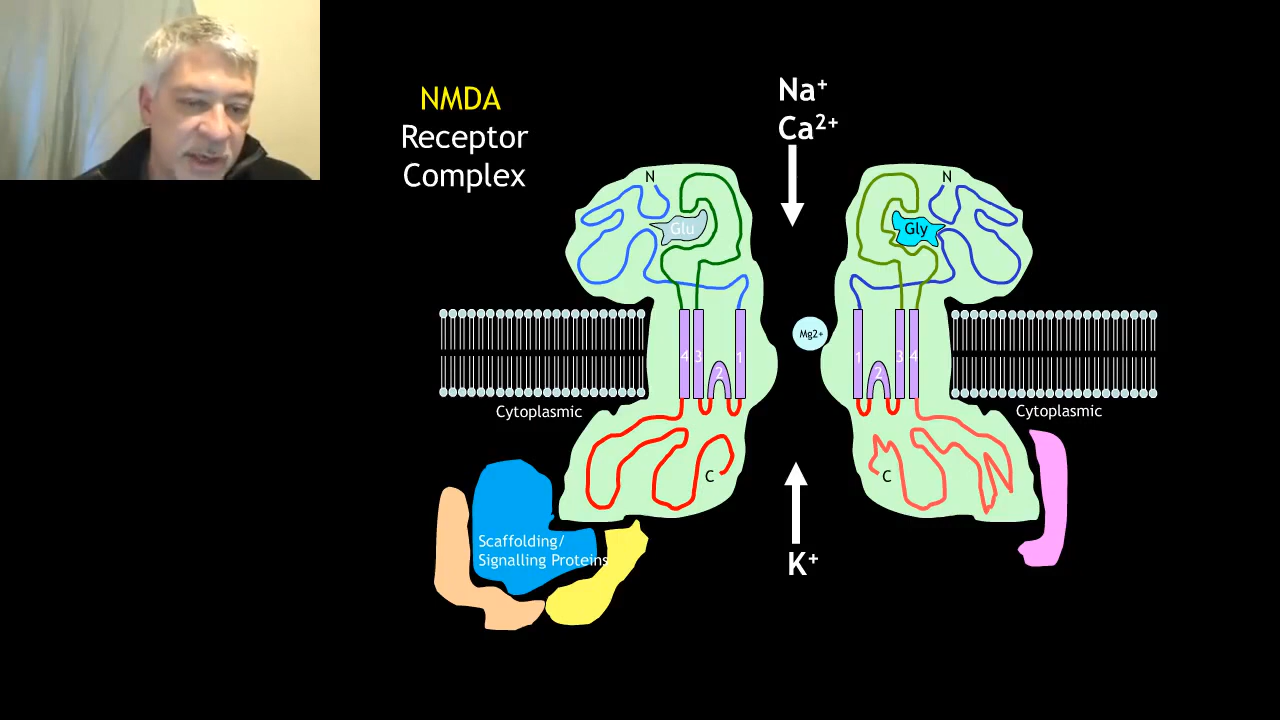 NMDA
Receptor
Complex
Na⁺
Ca²⁺
N
N
Glu
Gly
Mg2+
4 3 2 1
1 2 3 4
Cytoplasmic
Cytoplasmic
C
C
Scaffolding/
Signalling Proteins
K⁺